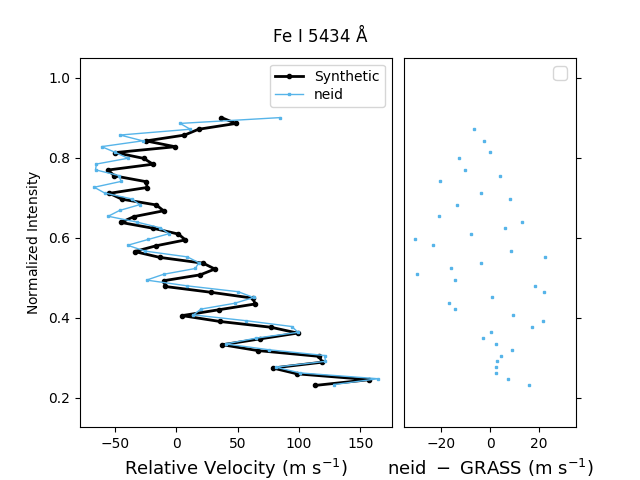 Fe I 5434 Å
Synthetic
neid
Normalized Intensity
1.0
0.8
0.6
0.4
0.2
−50 0 50 100 150
−20 0 20
Relative Velocity (m s⁻¹)
neid − GRASS (m s⁻¹)